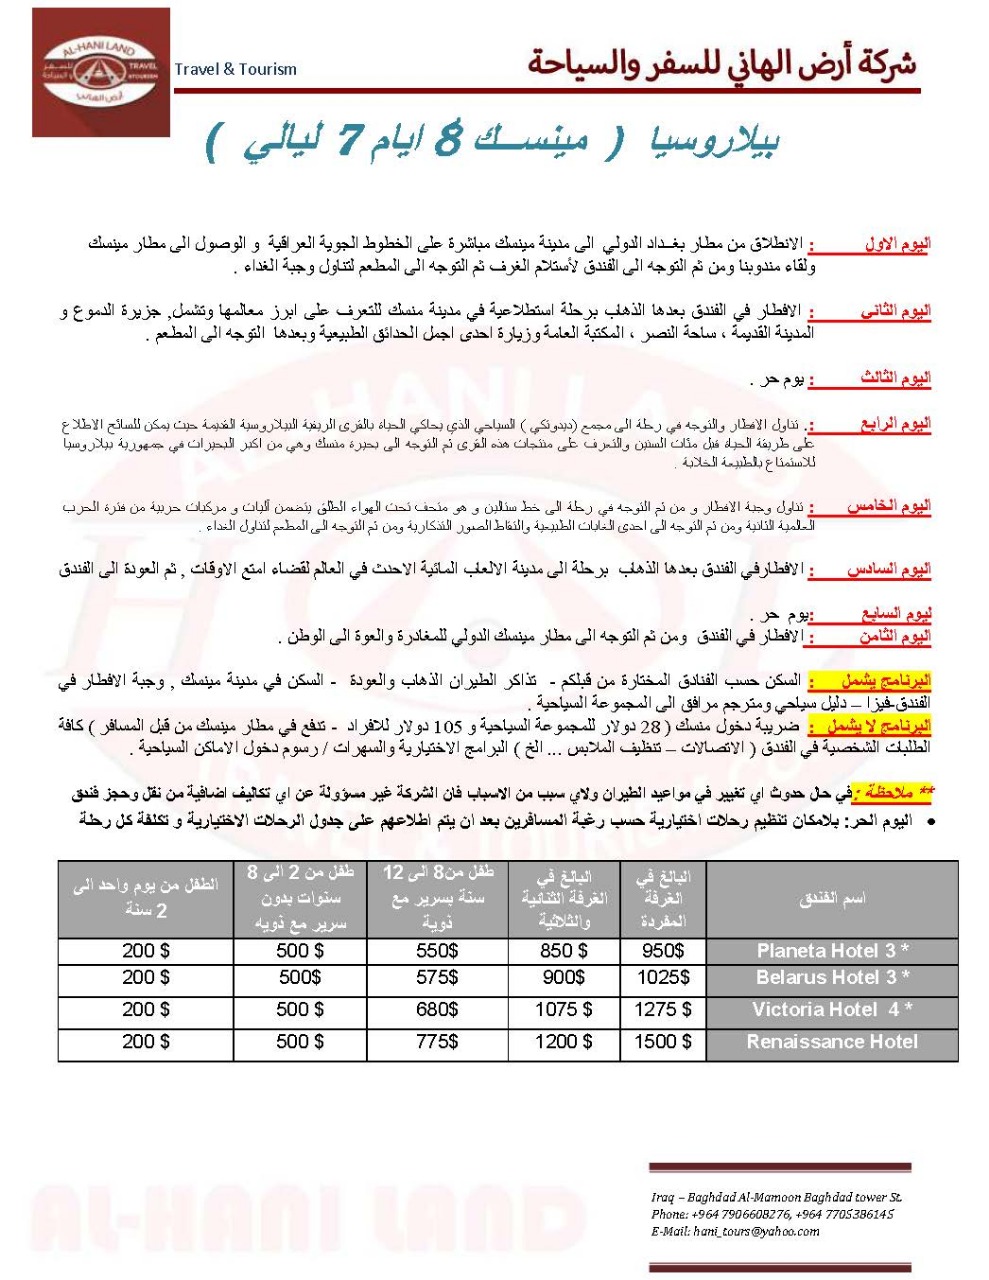 AL-HANI LAND
TRAVEL
&TOURISM
للسفر
و السياحة
أرض الهاني
Travel & Tourism
شركة أرض الهاني للسفر والسياحة
بيلاروسيا ( مينسك 8 ايام 7 ليالي )
اليوم الاول : الانطلاق من مطار بغداد الدولي الى مدينة مينسك مباشرة على الخطوط الجوية العراقية و الوصول الى مطار مينسك
ولقاء مندوبنا ومن ثم التوجه الى الفندق لأستلام الغرف ثم التوجه الى المطعم لتناول وجبة الغداء .
اليوم الثاني : الافطار في الفندق بعدها الذهاب برحلة استطلاعية في مدينة منسك للتعرف على ابرز معالمها وتشمل, جزيرة الدموع و
المدينة القديمة ، ساحة النصر ، المكتبة العامة وزيارة احدى اجمل الحدائق الطبيعية وبعدها التوجه الى المطعم .
اليوم الثالث : يوم حر .
اليوم الرابع :. تناول الافطار والتوجه في رحلة الى مجمع (ديدوتكي ) السياحي الذي يحاكي الحياة بالقرى الريفية البيلاروسية القديمة حيث يمكن للسائح الاطلاع
على طريقة الحياة قبل مئات السنين والتعرف على منتجات هذه القرى ثم التوجه الى بحيرة منسك وهي من اكبر البحيرات في جمهورية بيلاروسيا
للاستمتاع بالطبيعة الخلابة .
اليوم الخامس : تناول وجبة الافطار و من ثم التوجه في رحلة الى خط ستالين و هو متحف تحت الهواء الطلق يتضمن آليات و مركبات حربية من فترة الحرب
العالمية الثانية ومن ثم التوجه الى احدى الغابات الطبيعية والتقاط الصور التذكارية ومن ثم التوجه الى المطعم لتناول الغداء .
اليوم السادس : الافطارفي الفندق بعدها الذهاب برحلة الى مدينة الالعاب المائية الاحدث في العالم لقضاء امتع الاوقات , ثم العودة الى الفندق
ليوم السابع :يوم حر .
اليوم الثامن : الافطار في الفندق ومن ثم التوجه الى مطار مينسك الدولي للمغادرة والعوة الى الوطن .
البرنامج يشمل : السكن حسب الفنادق المختارة من قبلكم - تذاكر الطيران الذهاب والعودة - السكن في مدينة مينسك , وجبة الافطار في
الفندق-فيزا – دليل سياحي ومترجم مرافق الى المجموعة السياحية .
البرنامج لا يشمل : ضريبة دخول منسك ( 28 دولار للمجموعة السياحية و 105 دولار للافراد - تدفع في مطار مينسك من قبل المسافر ) كافة
الطلبات الشخصية في الفندق ( الاتصالات – تنظيف الملابس ... الخ ) البرامج الاختيارية والسهرات / رسوم دخول الاماكن السياحية .
** ملاحظة :في حال حدوث اي تغيير في مواعيد الطيران ولاي سبب من الاسباب فان الشركة غير مسؤولة عن اي تكاليف اضافية من نقل وحجز فندق
• اليوم الحر: بلامكان تنظيم رحلات اختيارية حسب رغبة المسافرين بعد ان يتم اطلاعهم على جدول الرحلات الاختيارية و تكلفة كل رحلة
اسم الفندق | البالغ في الغرفة المفردة | البالغ في الغرفة الثنائية والثلاثية | طفل من8 الى 12 سنة بسرير مع ذوية | طفل من 2 الى 8 سنوات بدون سرير مع ذويه | الطفل من يوم واحد الى 2 سنة
Planeta Hotel 3 * | 950$ | 850 $ | 550$ | 500 $ | 200 $
Belarus Hotel 3 * | 1025$ | 900$ | 575$ | 500$ | 200 $
Victoria Hotel 4 * | 1275 $ | 1075 $ | 680$ | 500 $ | 200 $
Renaissance Hotel | 1500 $ | 1200 $ | 775$ | 500 $ | 200 $
AL-HANI LAND
Iraq – Baghdad Al-Mamoon Baghdad tower St.
Phone: +964 7906608276, +964 7705386145
E-Mail: hani_tours@yahoo.com